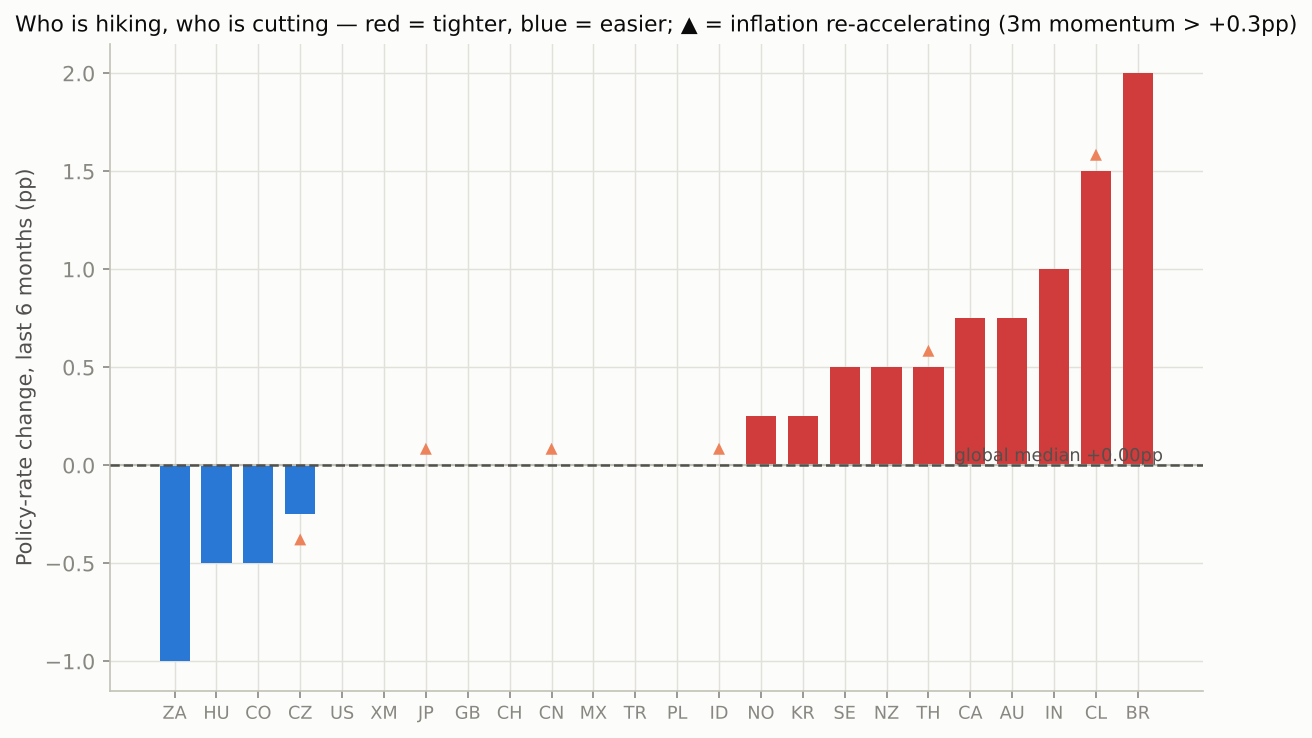 Who is hiking, who is cutting — red = tighter, blue = easier; ▲ = inflation re-accelerating (3m momentum > +0.3pp)
Policy-rate change, last 6 months (pp)
2.0
1.5
1.0
0.5
0.0
−0.5
−1.0
global median +0.00pp
ZA HU CO CZ US XM JP GB CH CN MX TR PL ID NO KR SE NZ TH CA AU IN CL BR